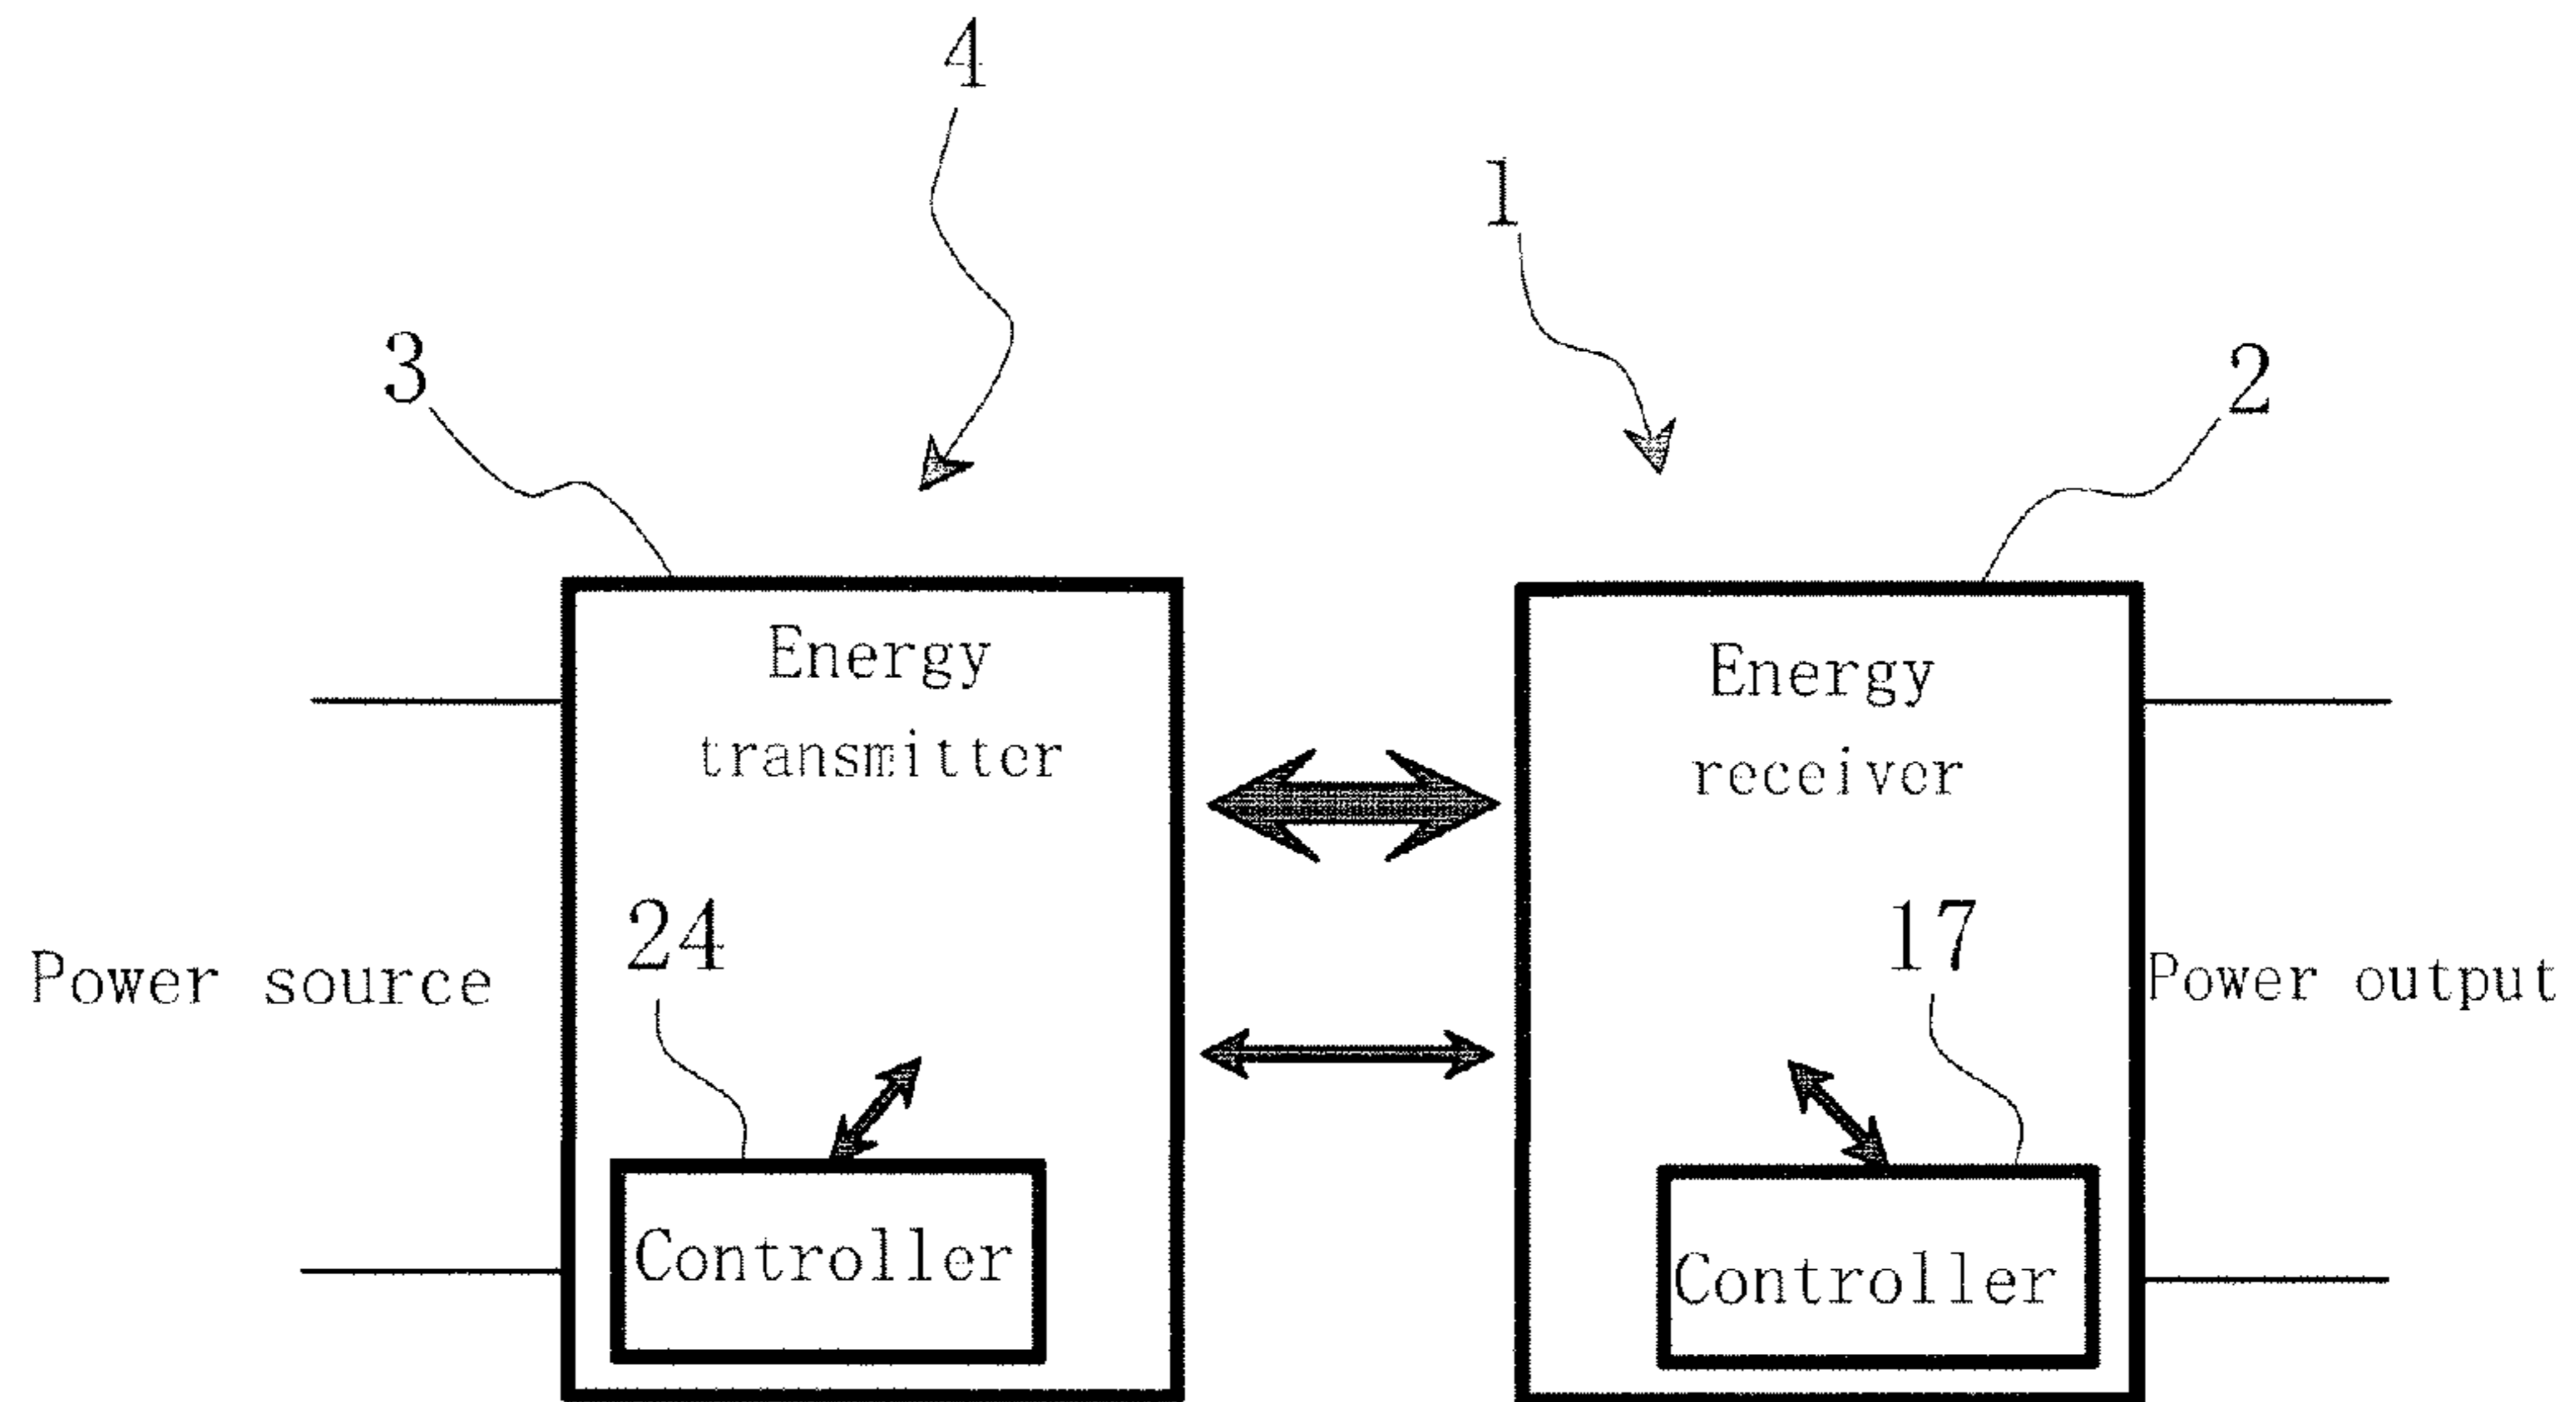 4
1
3
2
Energy
transmitter
Energy
receiver
24
17
Power source
Power output
Controller
Controller